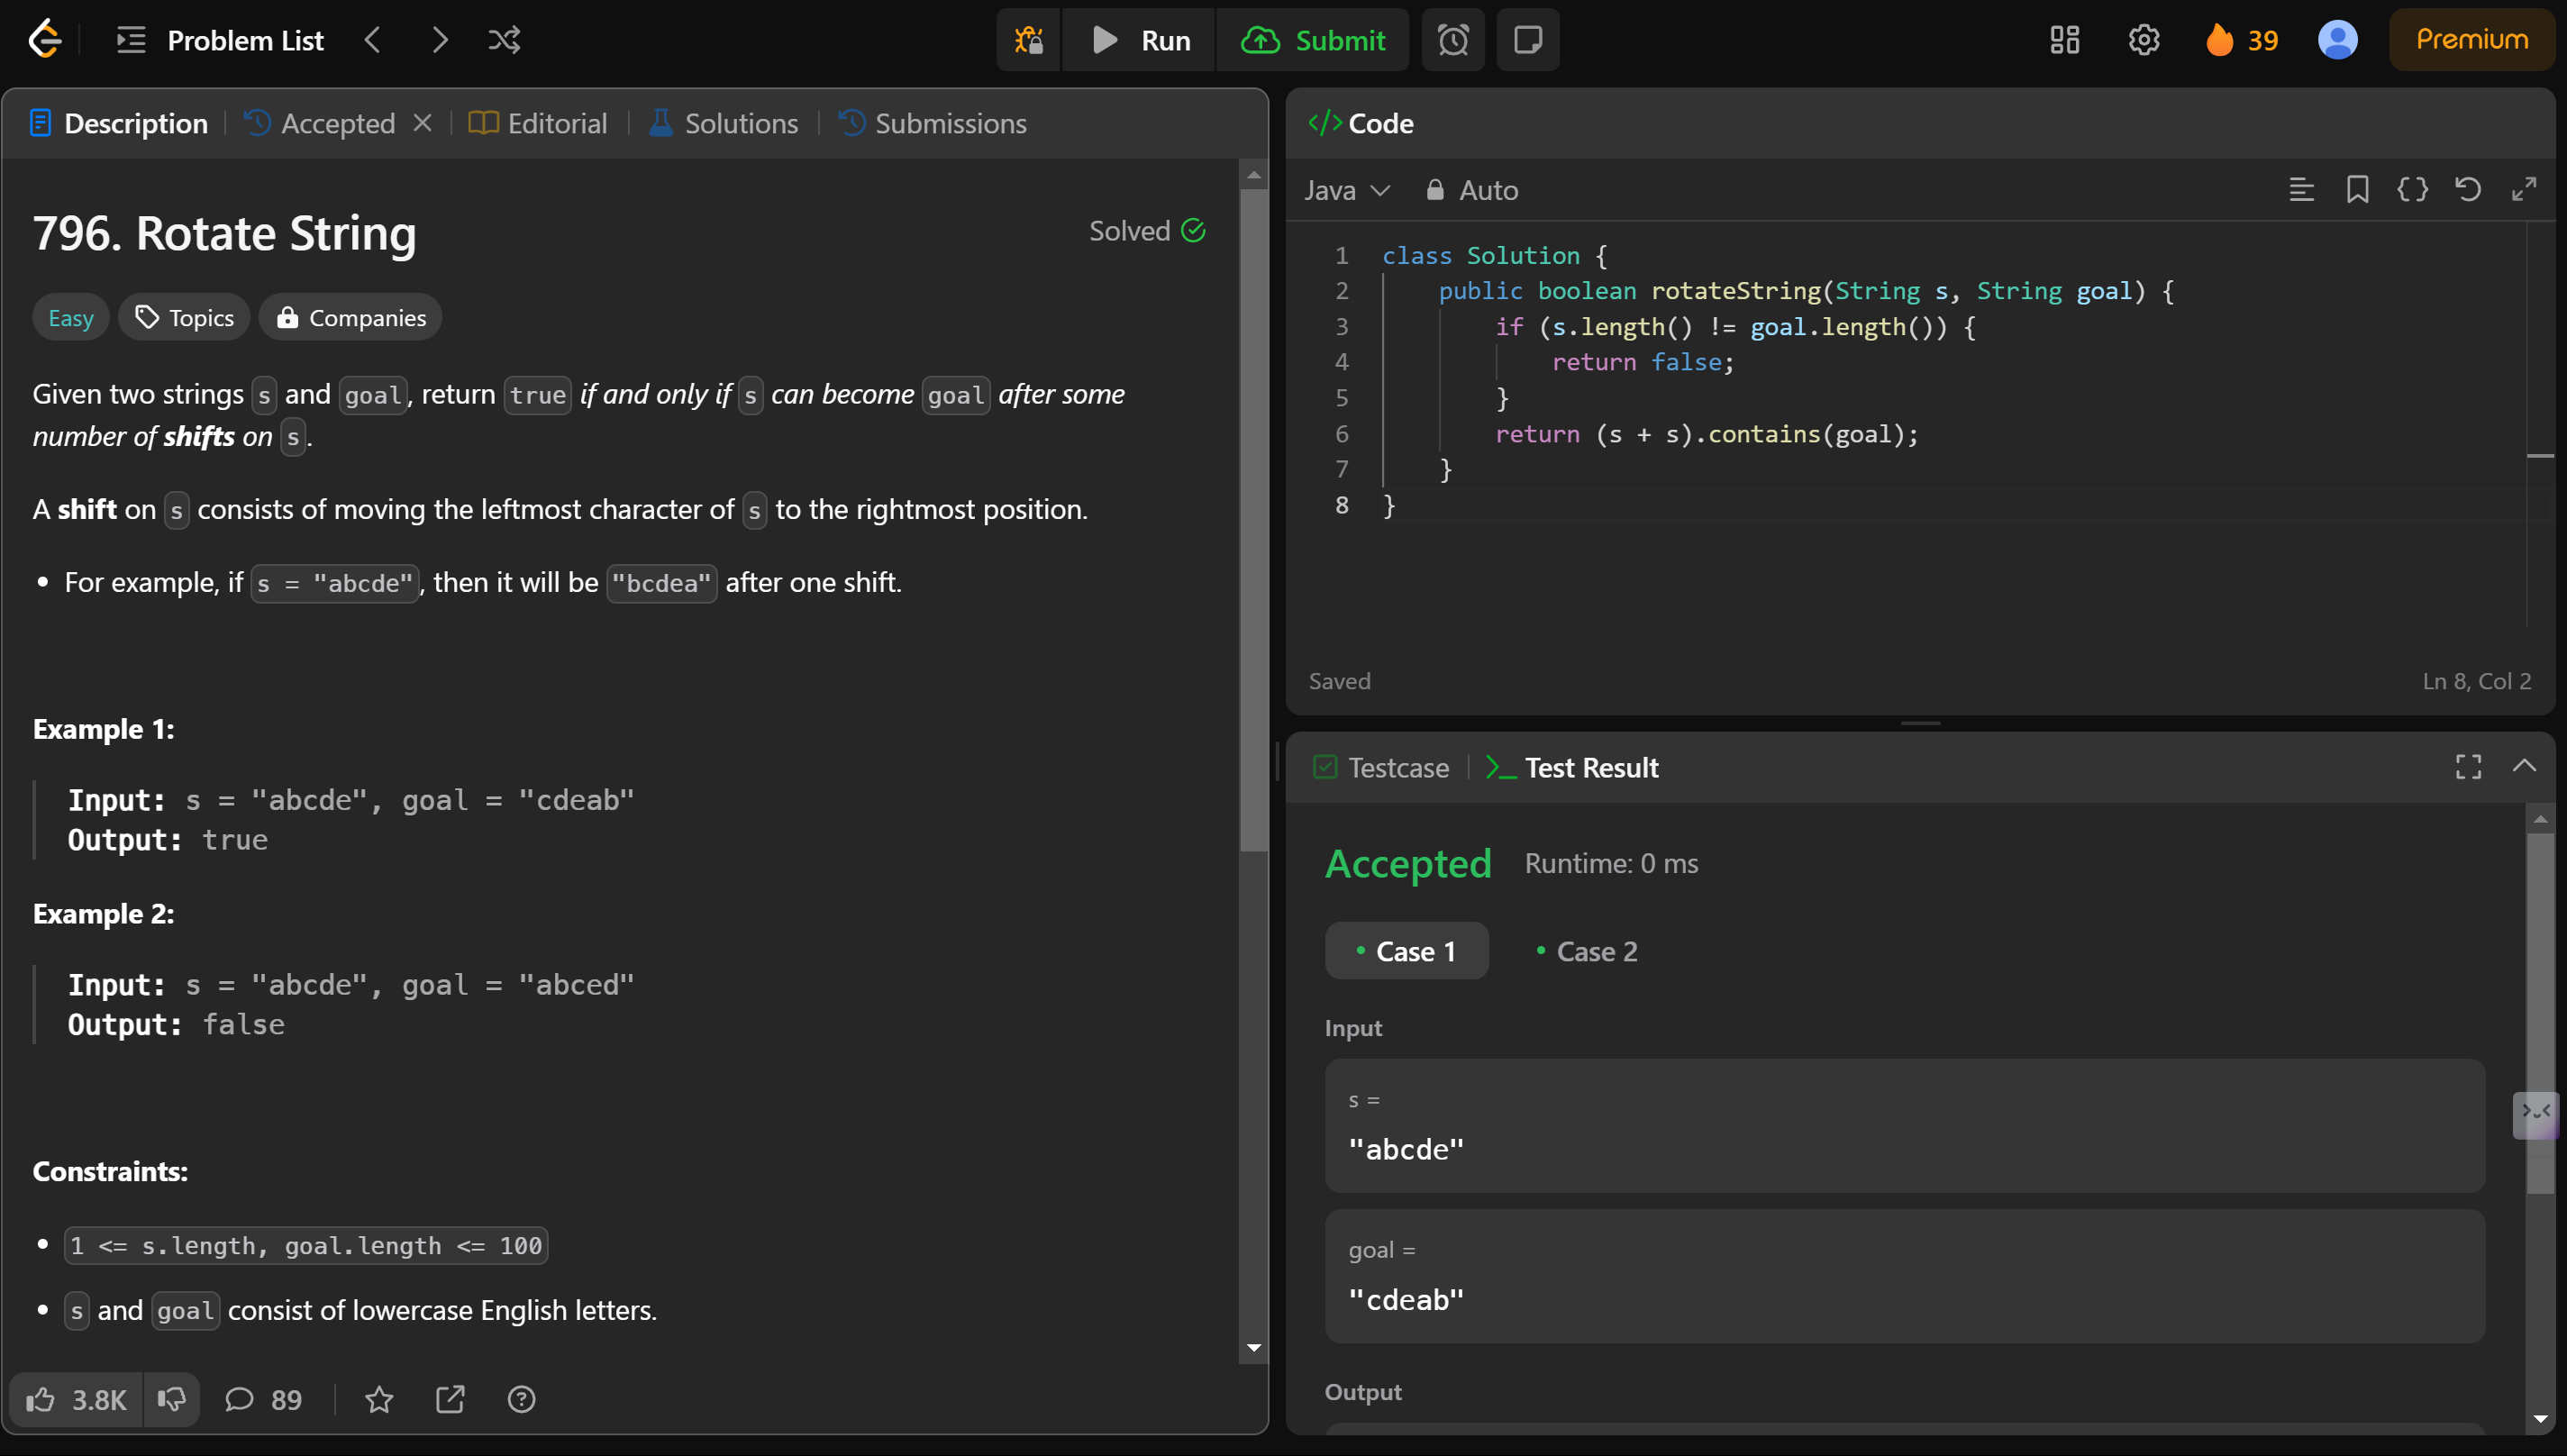 Problem List
Run
Submit
39
Premium
Description
Accepted
Editorial
Solutions
Submissions
796. Rotate String
Solved
Easy
Topics
Companies
Given two strings s and goal, return true if and only if s can become goal after some
number of shifts on s.
A shift on s consists of moving the leftmost character of s to the rightmost position.
• For example, if s = "abcde", then it will be "bcdea" after one shift.
Example 1:
Input: s = "abcde", goal = "cdeab"
Output: true
Example 2:
Input: s = "abcde", goal = "abced"
Output: false
Constraints:
• 1 <= s.length, goal.length <= 100
• s and goal consist of lowercase English letters.
3.8K
89
</> Code
Java
Auto
1 class Solution {
2     public boolean rotateString(String s, String goal) {
3         if (s.length() != goal.length()) {
4             return false;
5         }
6         return (s + s).contains(goal);
7     }
8 }
Saved
Ln 8, Col 2
Testcase
Test Result
Accepted
Runtime: 0 ms
• Case 1
• Case 2
Input
s =
"abcde"
goal =
"cdeab"
Output